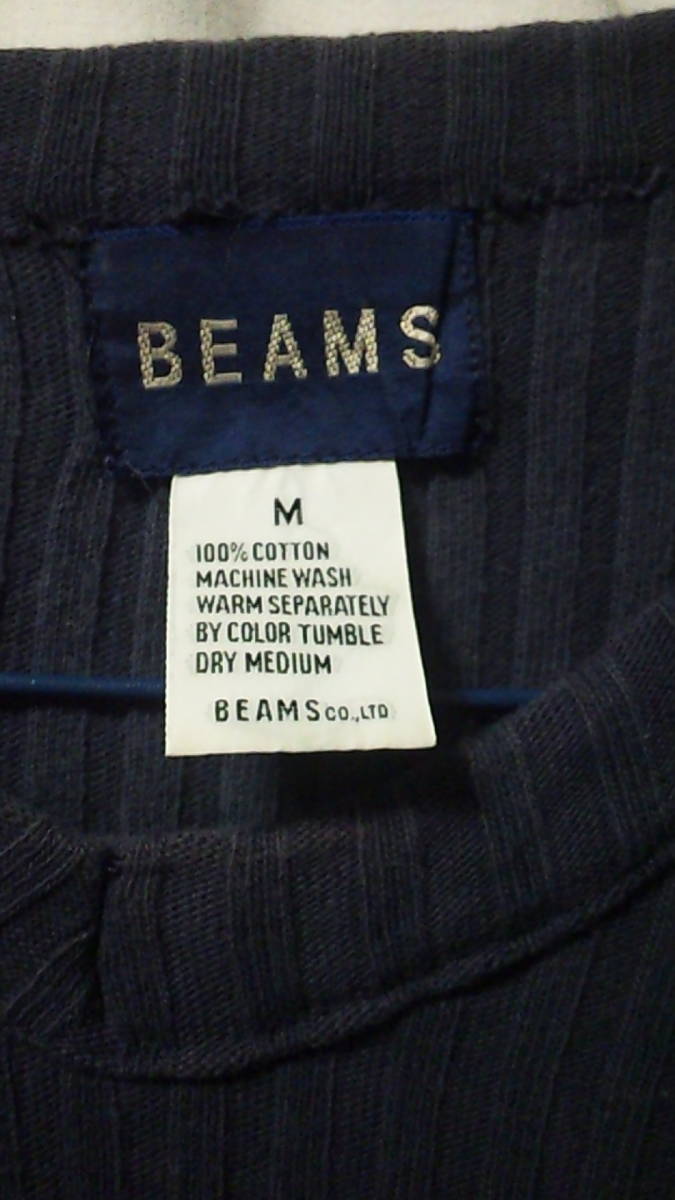 BEAMS
M
100% COTTON
MACHINE WASH
WARM SEPARATELY
BY COLOR TUMBLE
DRY MEDIUM
BEAMS CO.,LTD